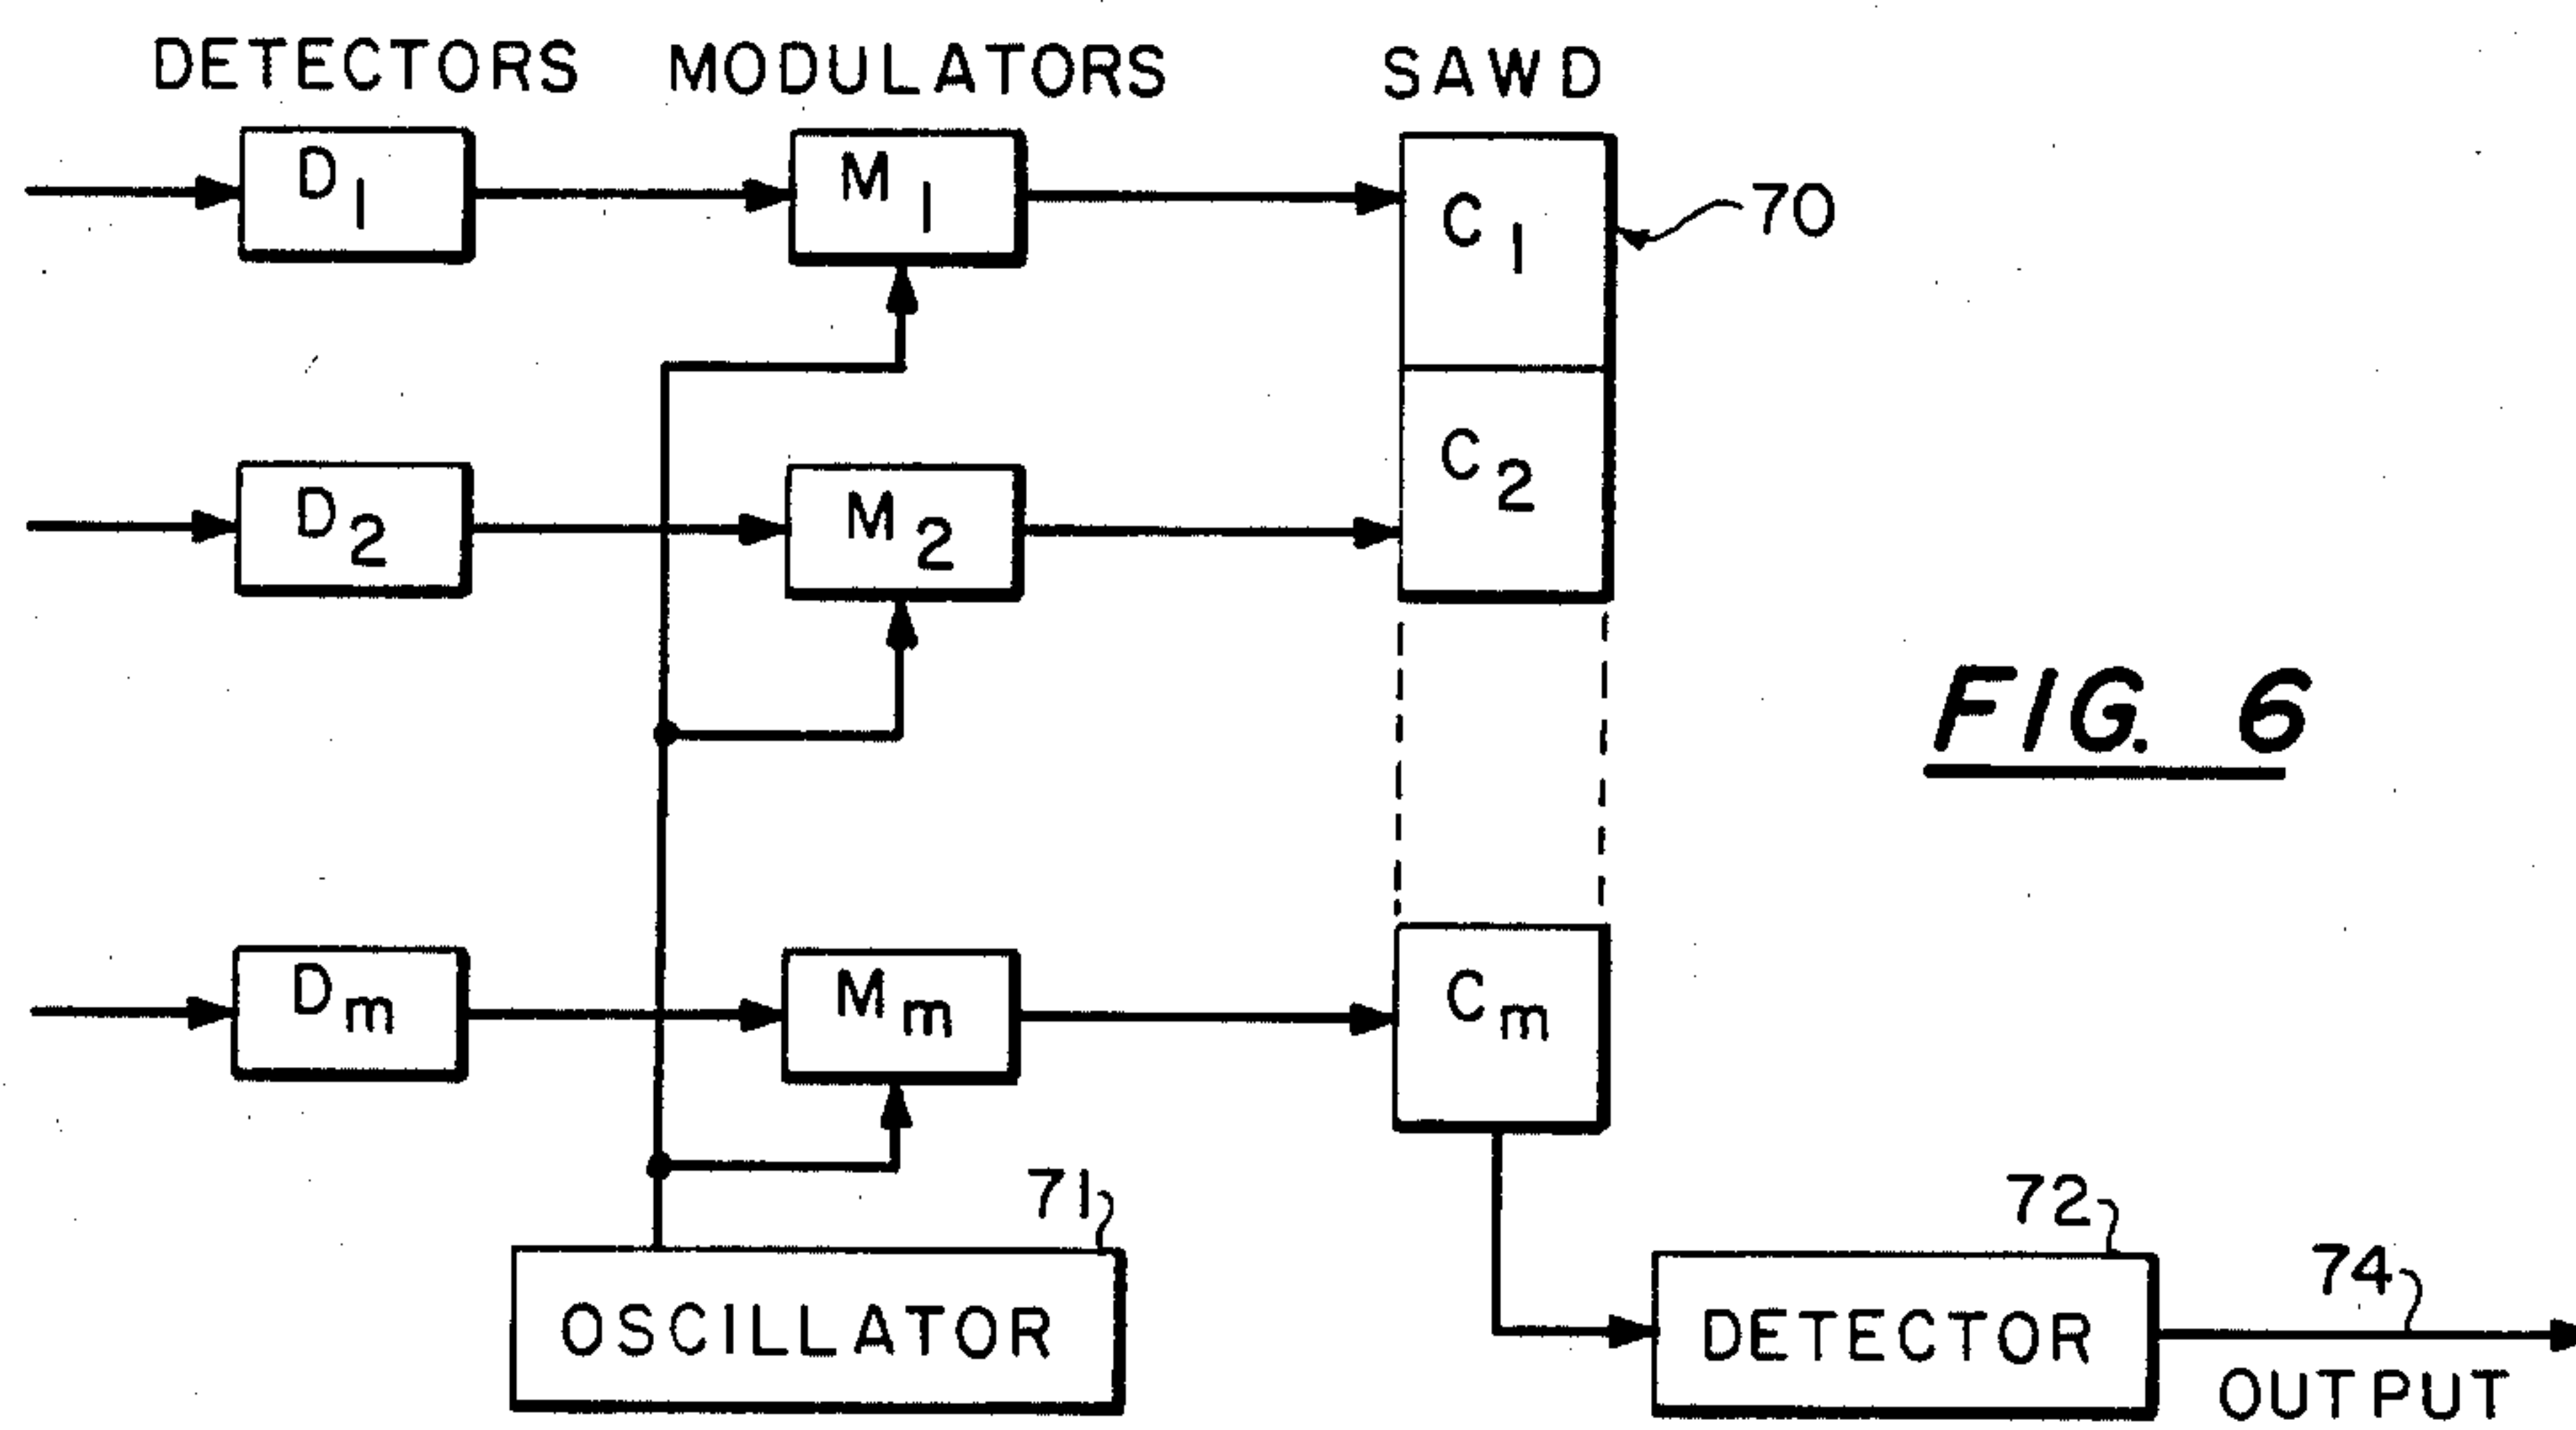 DETECTORS MODULATORS SAWD
D1 M1 C1 70
D2 M2 C2
FIG. 6
Dm Mm Cm
71 72
74
OSCILLATOR DETECTOR
OUTPUT